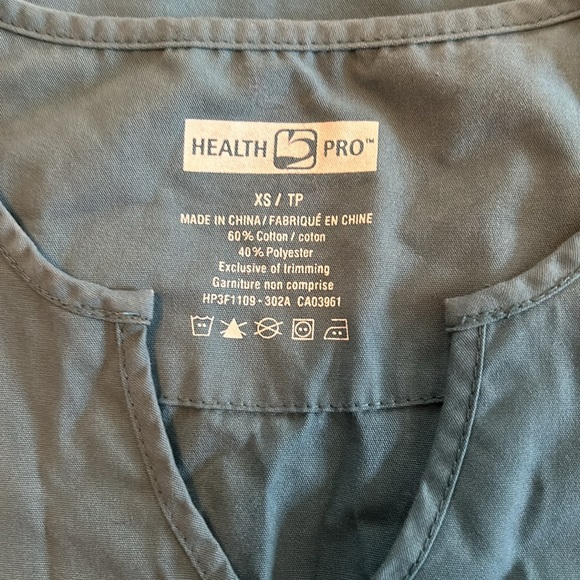 HEALTH PRO™
XS / TP
MADE IN CHINA / FABRIQUÉ EN CHINE
60% Cotton / coton
40% Polyester
Exclusive of trimming
Garniture non comprise
HP3F1109-302A CA03961